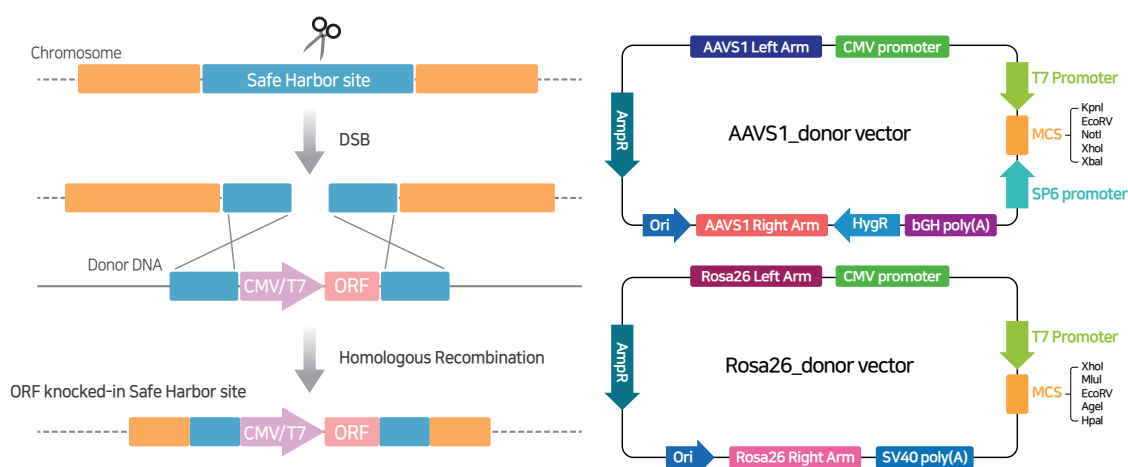 Chromosome
Safe Harbor site
DSB
Donor DNA
CMV/T7
ORF
Homologous Recombination
ORF knocked-in Safe Harbor site
CMV/T7
ORF
AAVS1 Left Arm
CMV promoter
T7 Promoter
AmpR
AAVS1_donor vector
MCS
KpnI
EcoRV
NotI
XhoI
XbaI
SP6 promoter
Ori
AAVS1 Right Arm
HygR
bGH poly(A)
Rosa26 Left Arm
CMV promoter
T7 Promoter
AmpR
Rosa26_donor vector
MCS
XhoI
MluI
EcoRV
AgeI
HpaI
Ori
Rosa26 Right Arm
SV40 poly(A)